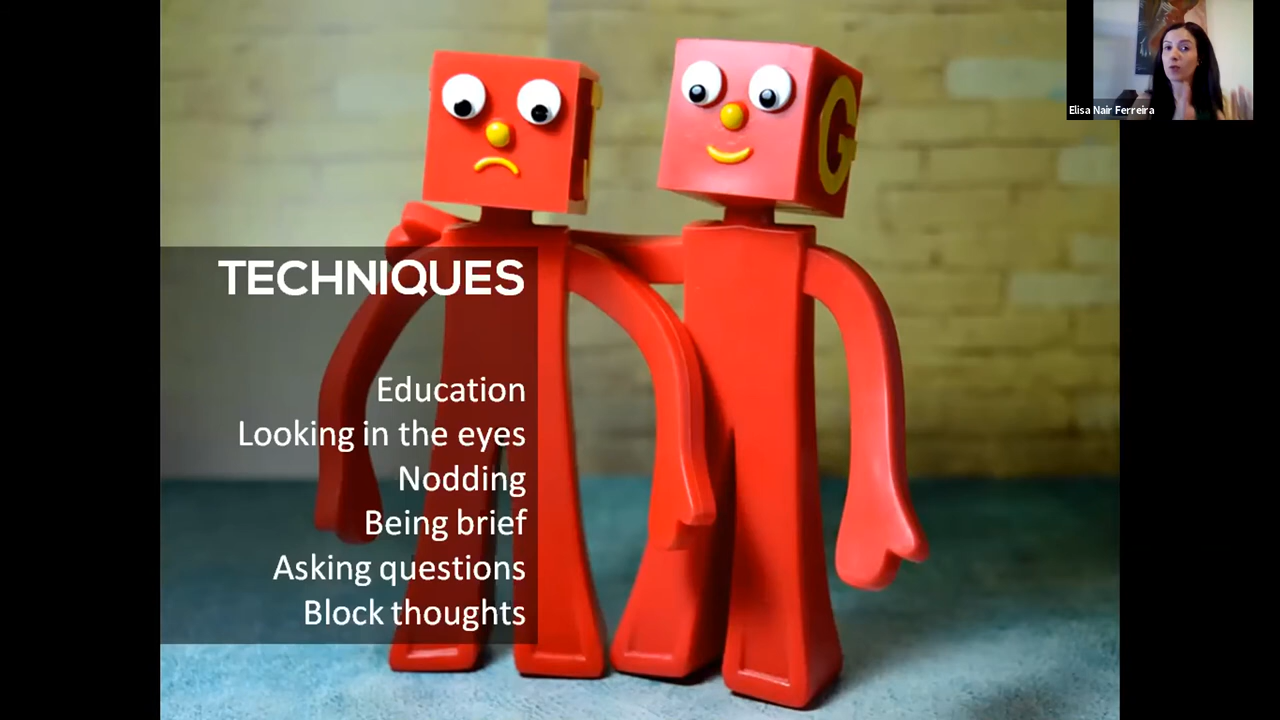 Elisa Nair Ferreira
G
TECHNIQUES
Education
Looking in the eyes
Nodding
Being brief
Asking questions
Block thoughts